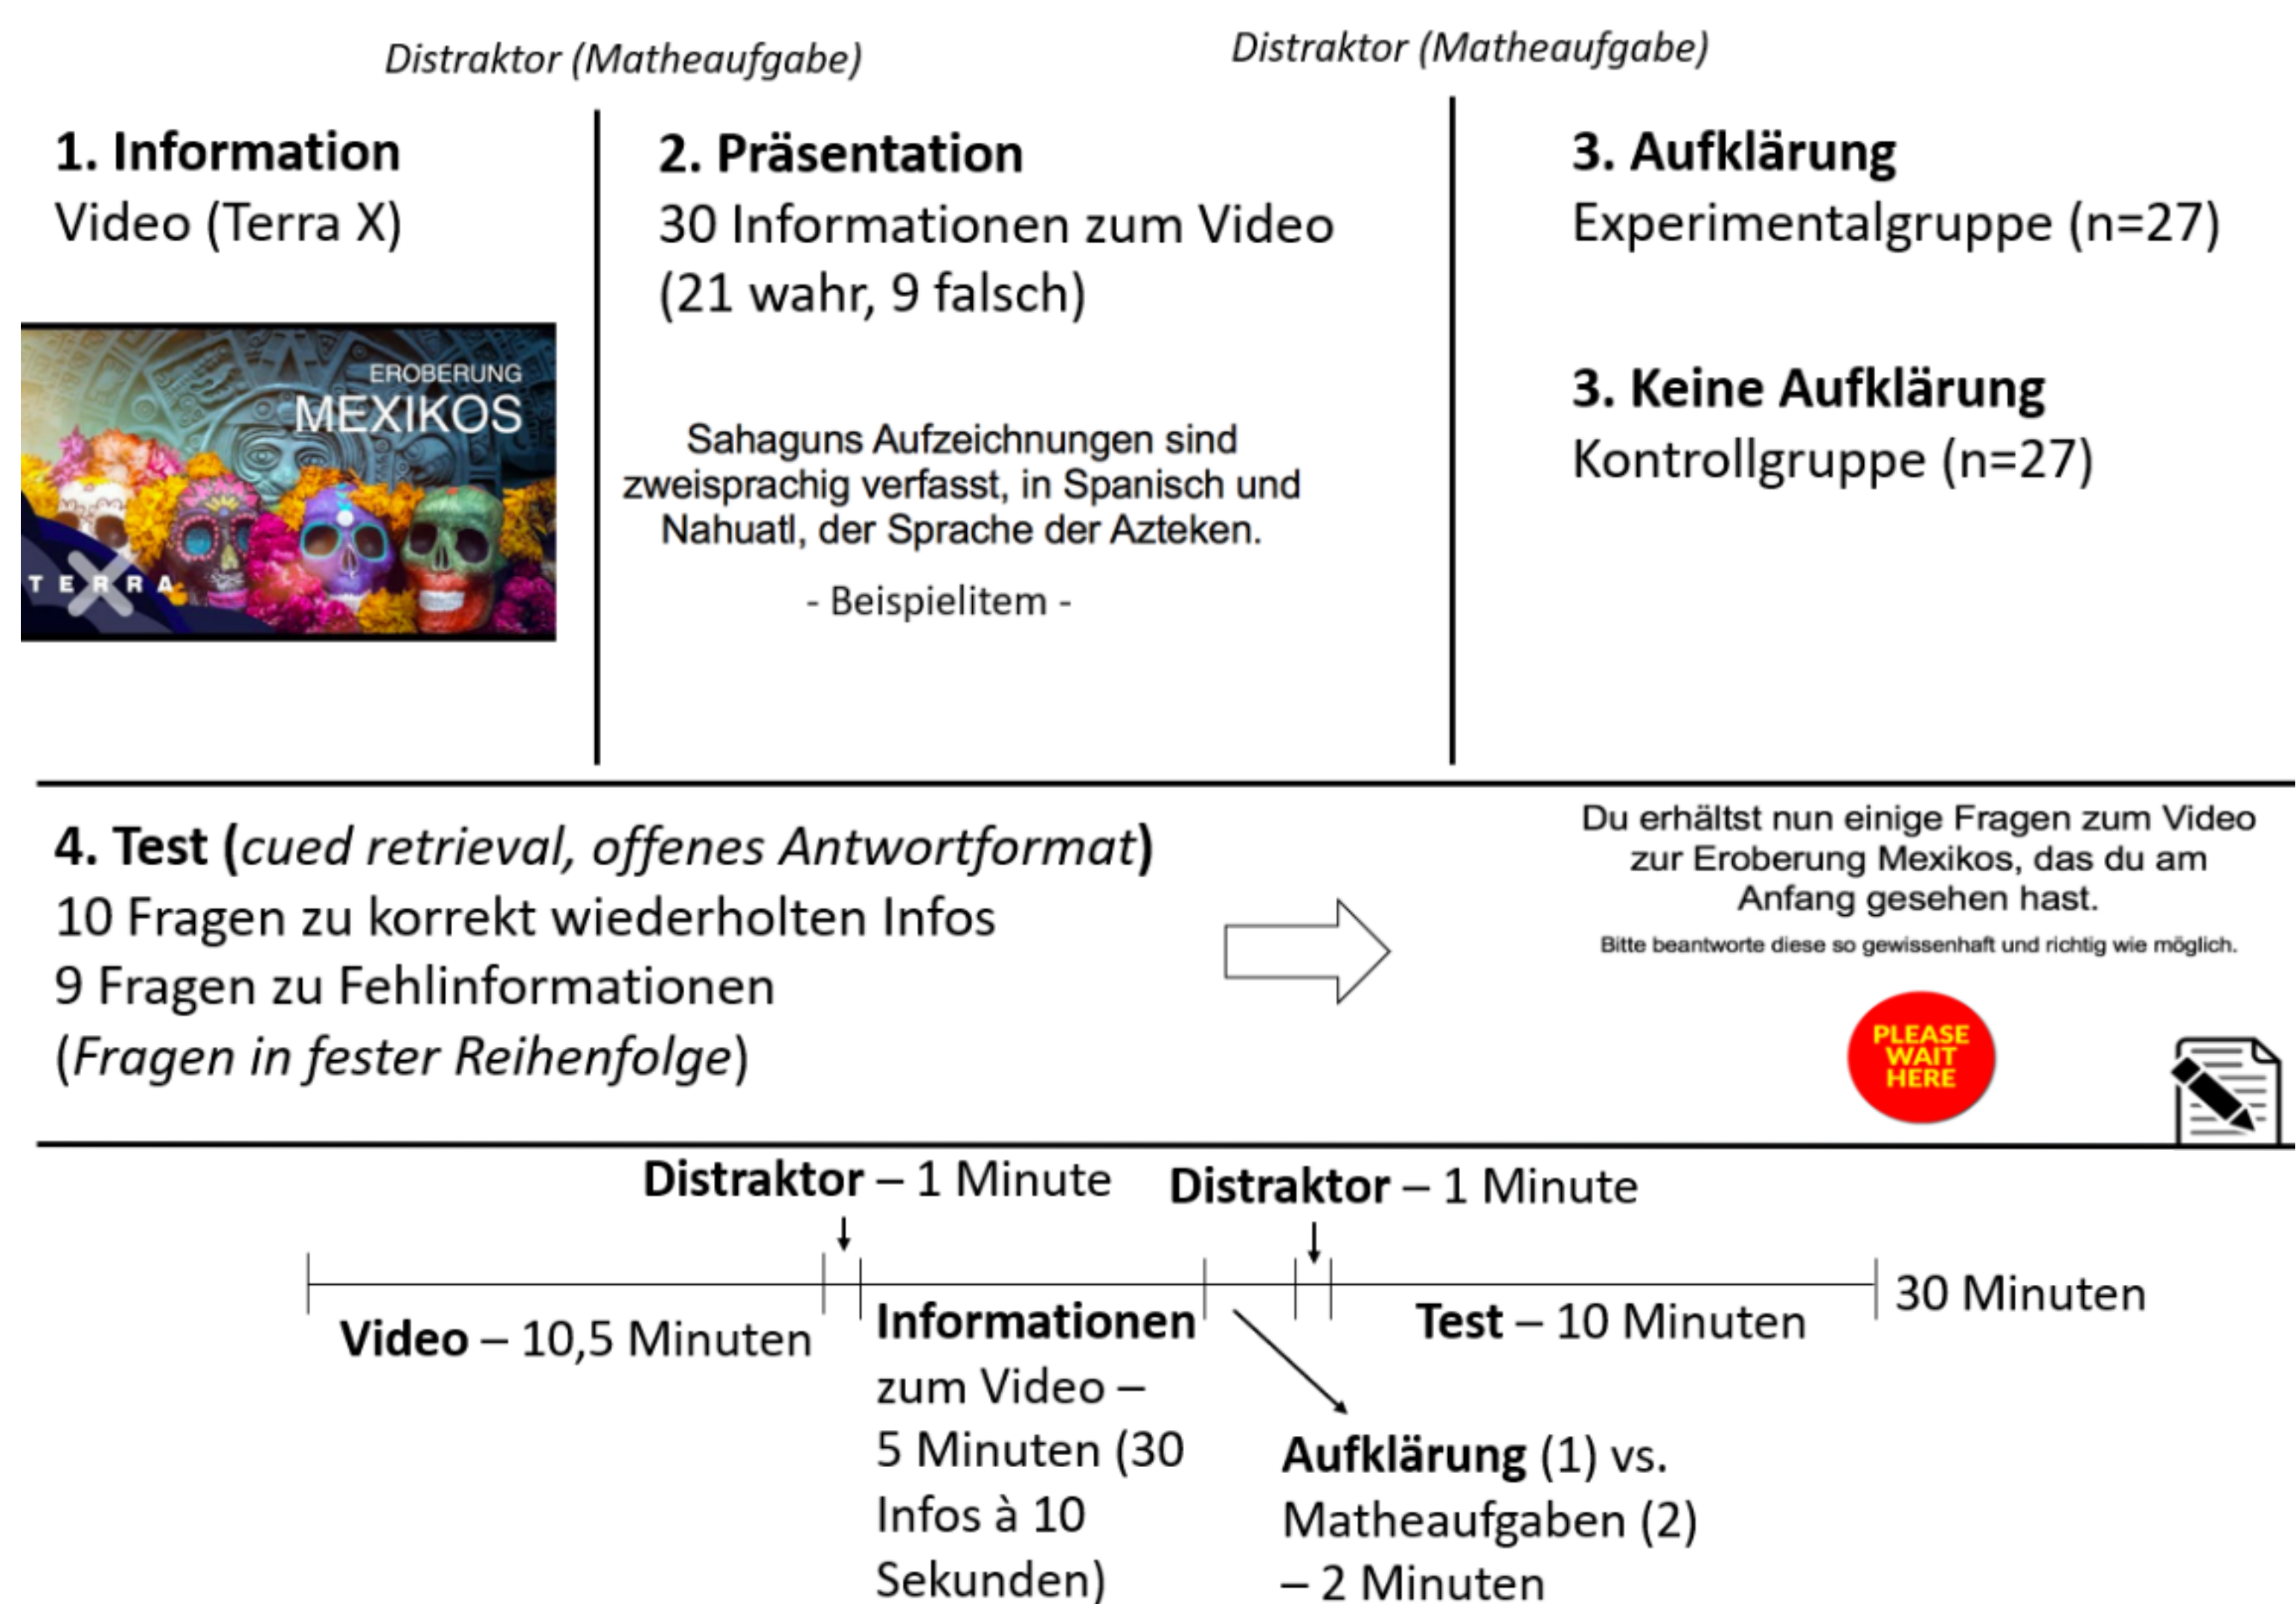 Distraktor (Matheaufgabe)
Distraktor (Matheaufgabe)
1. Information
Video (Terra X)
EROBERUNG
MEXIKOS
TERRA X
2. Präsentation
30 Informationen zum Video
(21 wahr, 9 falsch)
Sahaguns Aufzeichnungen sind
zweisprachig verfasst, in Spanisch und
Nahuatl, der Sprache der Azteken.
- Beispielitem -
3. Aufklärung
Experimentalgruppe (n=27)
3. Keine Aufklärung
Kontrollgruppe (n=27)
4. Test (cued retrieval, offenes Antwortformat)
10 Fragen zu korrekt wiederholten Infos
9 Fragen zu Fehlinformationen
(Fragen in fester Reihenfolge)
Du erhältst nun einige Fragen zum Video
zur Eroberung Mexikos, das du am
Anfang gesehen hast.
Bitte beantworte diese so gewissenhaft und richtig wie möglich.
PLEASE
WAIT
HERE
Distraktor – 1 Minute
Distraktor – 1 Minute
30 Minuten
Video – 10,5 Minuten
Informationen
zum Video –
5 Minuten (30
Infos à 10
Sekunden)
Test – 10 Minuten
Aufklärung (1) vs.
Matheaufgaben (2)
– 2 Minuten